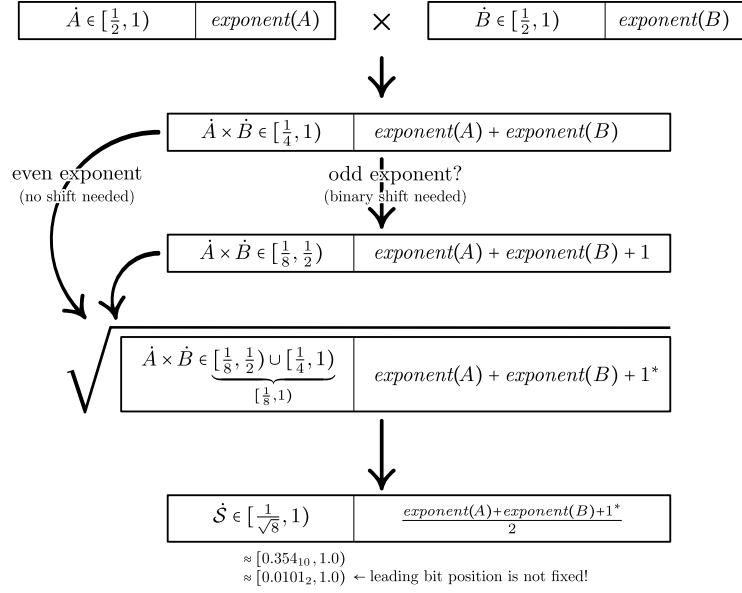 Ȧ ∈ [1/2, 1) exponent(A) × Ḃ ∈ [1/2, 1) exponent(B)
Ȧ × Ḃ ∈ [1/4, 1) exponent(A) + exponent(B)
even exponent
(no shift needed)
odd exponent?
(binary shift needed)
Ȧ × Ḃ ∈ [1/8, 1/2) exponent(A) + exponent(B) + 1
√ Ȧ × Ḃ ∈ [1/8, 1/2) ∪ [1/4, 1) exponent(A) + exponent(B) + 1*
[1/8, 1)
Ṡ ∈ [1/√8, 1) (exponent(A)+exponent(B)+1*)/2
≈ [0.354₁₀, 1.0)
≈ [0.0101₂, 1.0) ← leading bit position is not fixed!